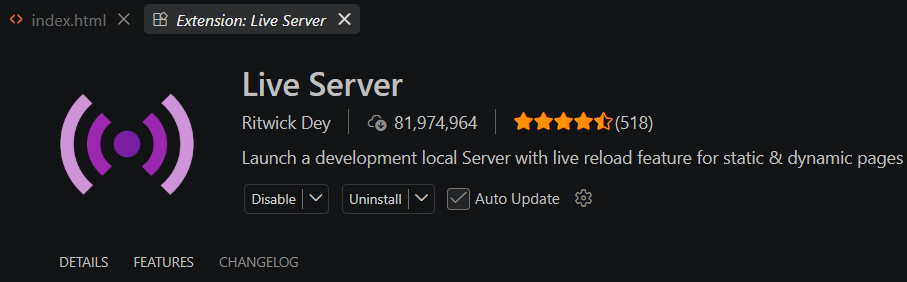 index.html
Extension: Live Server
Live Server
Ritwick Dey 81,974,964 (518)
Launch a development local Server with live reload feature for static & dynamic pages
Disable Uninstall Auto Update
DETAILS FEATURES CHANGELOG